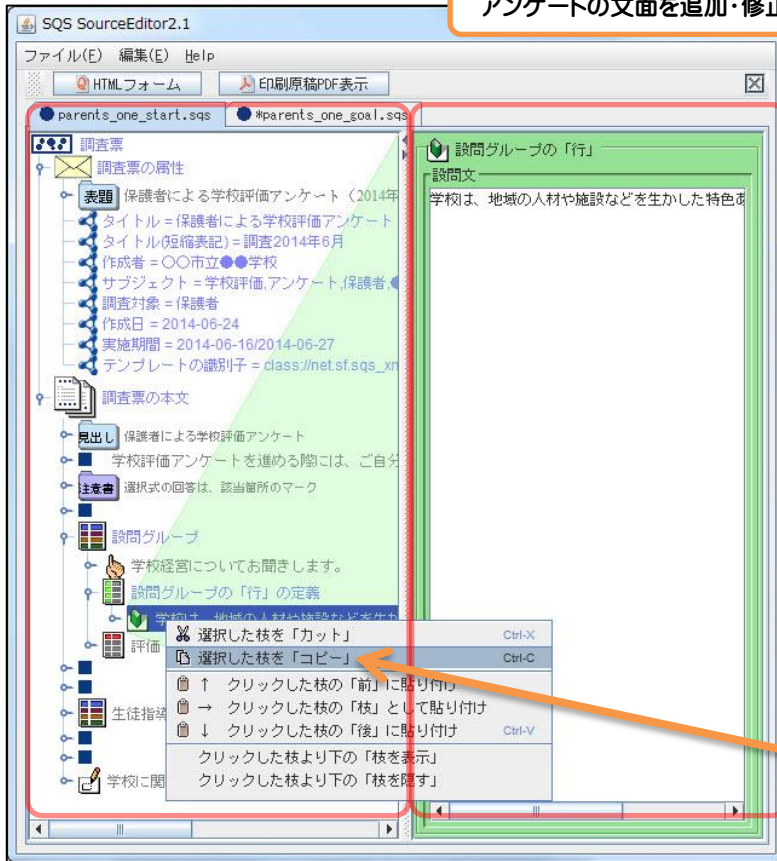 アンケートの文面を追加・修正
SQS SourceEditor2.1
ファイル(F) 編集(E) Help
HTMLフォーム 印刷原稿PDF表示
parents_one_start.sqs *parents_one_goal.sqs
調査票
調査票の属性
表題 保護者による学校評価アンケート（2014年
タイトル = 保護者による学校評価アンケート
タイトル(短縮表記) = 調査2014年6月
作成者 = 〇〇市立●●学校
サブジェクト = 学校評価,アンケート,保護者,●
調査対象 = 保護者
作成日 = 2014-06-24
実施期間 = 2014-06-16/2014-06-27
テンプレートの識別子 = class://net.sf.sqs_xm
調査票の本文
見出し 保護者による学校評価アンケート
学校評価アンケートを進める際には、ご自分
注意書 選択式の回答は、該当箇所のマーク
設問グループ
学校経営についてお聞きします。
設問グループの「行」の定義
学校は、地域の人材や施設などを生か
評価
生徒指導
学校に関
選択した枝を「カット」 Ctrl-X
選択した枝を「コピー」 Ctrl-C
↑ クリックした枝の「前」に貼り付け
→ クリックした枝の「枝」として貼り付け
↓ クリックした枝の「後」に貼り付け Ctrl-V
クリックした枝より下の「枝を表示」
クリックした枝より下の「枝を隠す」
設問グループの「行」
設問文
学校は、地域の人材や施設などを生かした特色あ